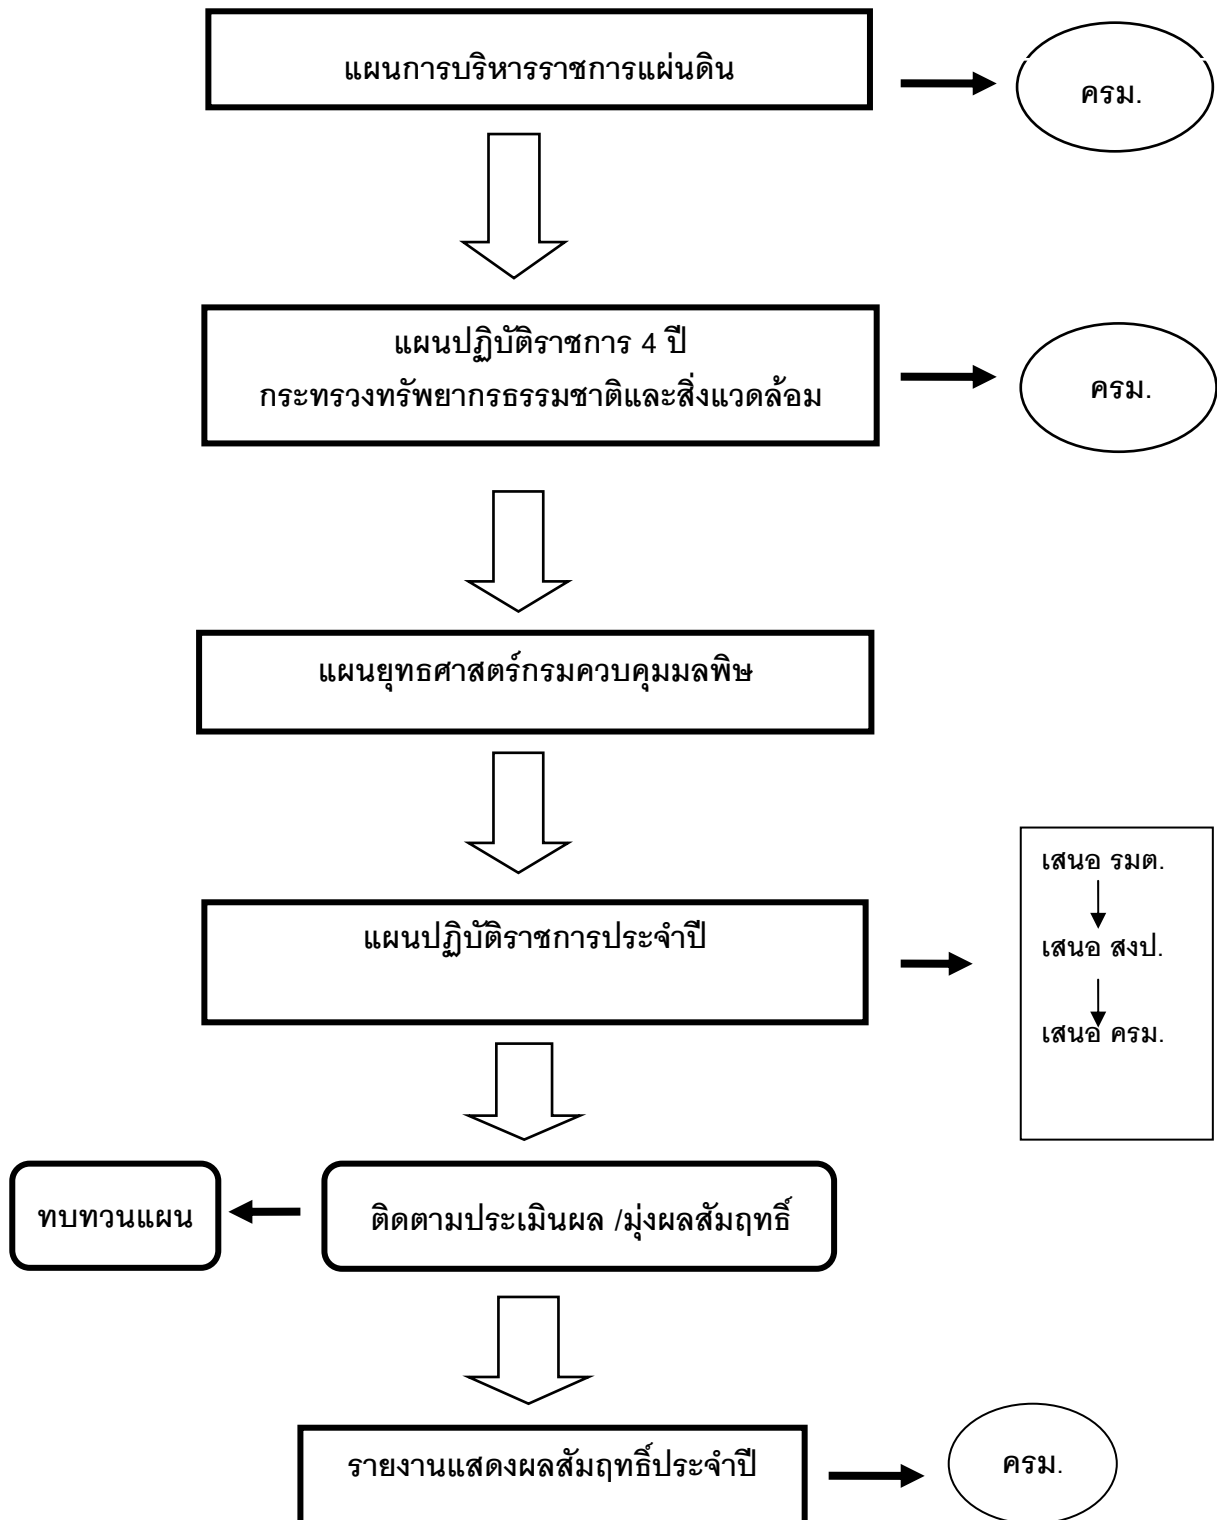 แผนการบริหารราชการแผ่นดิน
ครม.
แผนปฏิบัติราชการ 4 ปี
กระทรวงทรัพยากรธรรมชาติและสิ่งแวดล้อม
ครม.
แผนยุทธศาสตร์กรมควบคุมมลพิษ
แผนปฏิบัติราชการประจำปี
เสนอ รมต.
เสนอ สงป.
เสนอ ครม.
ทบทวนแผน
ติดตามประเมินผล /มุ่งผลสัมฤทธิ์
รายงานแสดงผลสัมฤทธิ์ประจำปี
ครม.